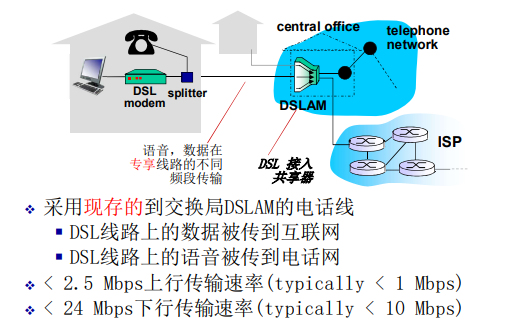 central office
telephone
network
DSL
modem
splitter
DSLAM
ISP
语音, 数据在
专享线路的不同
频段传输
DSL 接入
共享器
采用现存的到交换局DSLAM的电话线
DSL线路上的数据被传到互联网
DSL线路上的语音被传到电话网
< 2.5 Mbps上行传输速率(typically < 1 Mbps)
< 24 Mbps下行传输速率(typically < 10 Mbps)